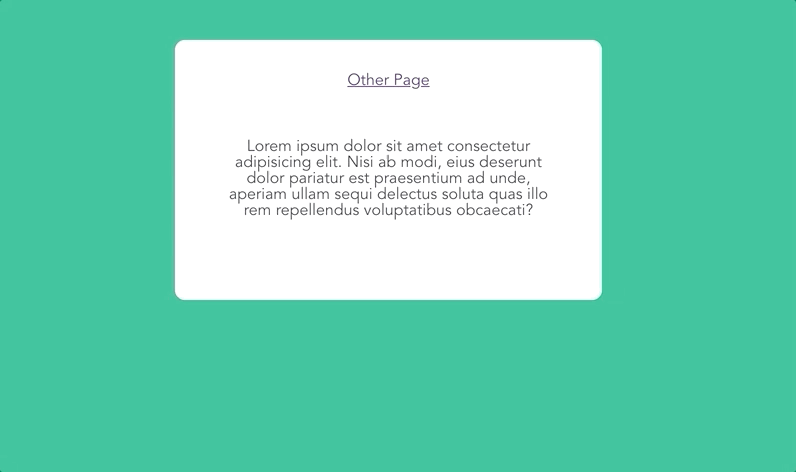 Other Page
Lorem ipsum dolor sit amet consectetur
adipisicing elit. Nisi ab modi, eius deserunt
dolor pariatur est praesentium ad unde,
aperiam ullam sequi delectus soluta quas illo
rem repellendus voluptatibus obcaecati?